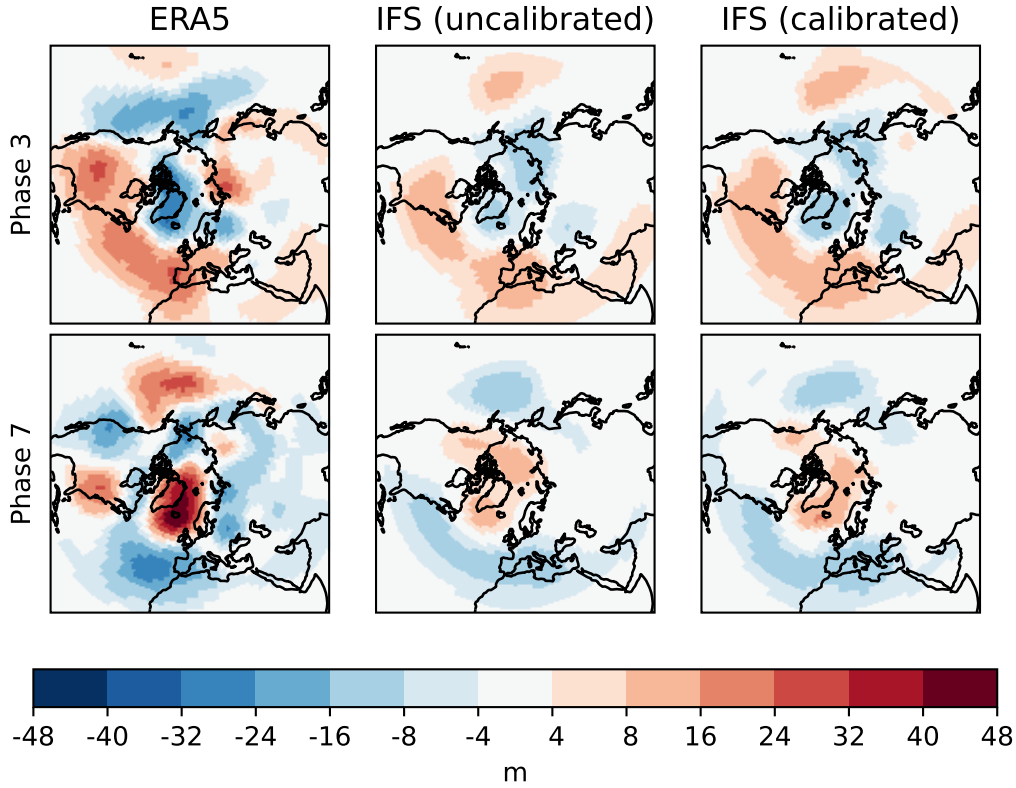 ERA5 IFS (uncalibrated) IFS (calibrated)
Phase 3
Phase 7
-48 -40 -32 -24 -16 -8 -4 4 8 16 24 32 40 48
m